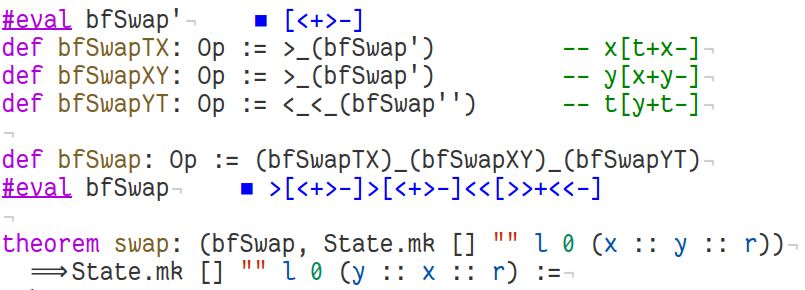 #eval bfSwap'¬    ■ [<+>-]
def bfSwapTX: Op := >_(bfSwap')         -- x[t+x-]¬
def bfSwapXY: Op := >_(bfSwap')         -- y[x+y-]¬
def bfSwapYT: Op := <_<_(bfSwap'')      -- t[y+t-]¬
¬
def bfSwap: Op := (bfSwapTX)_(bfSwapXY)_(bfSwapYT)¬
#eval bfSwap¬    ■ >[<+>-]>[<+>-]<<[>>+<<-]
¬
theorem swap: (bfSwap, State.mk [] "" l 0 (x :: y :: r))¬
  ⟹State.mk [] "" l 0 (y :: x :: r) :=¬